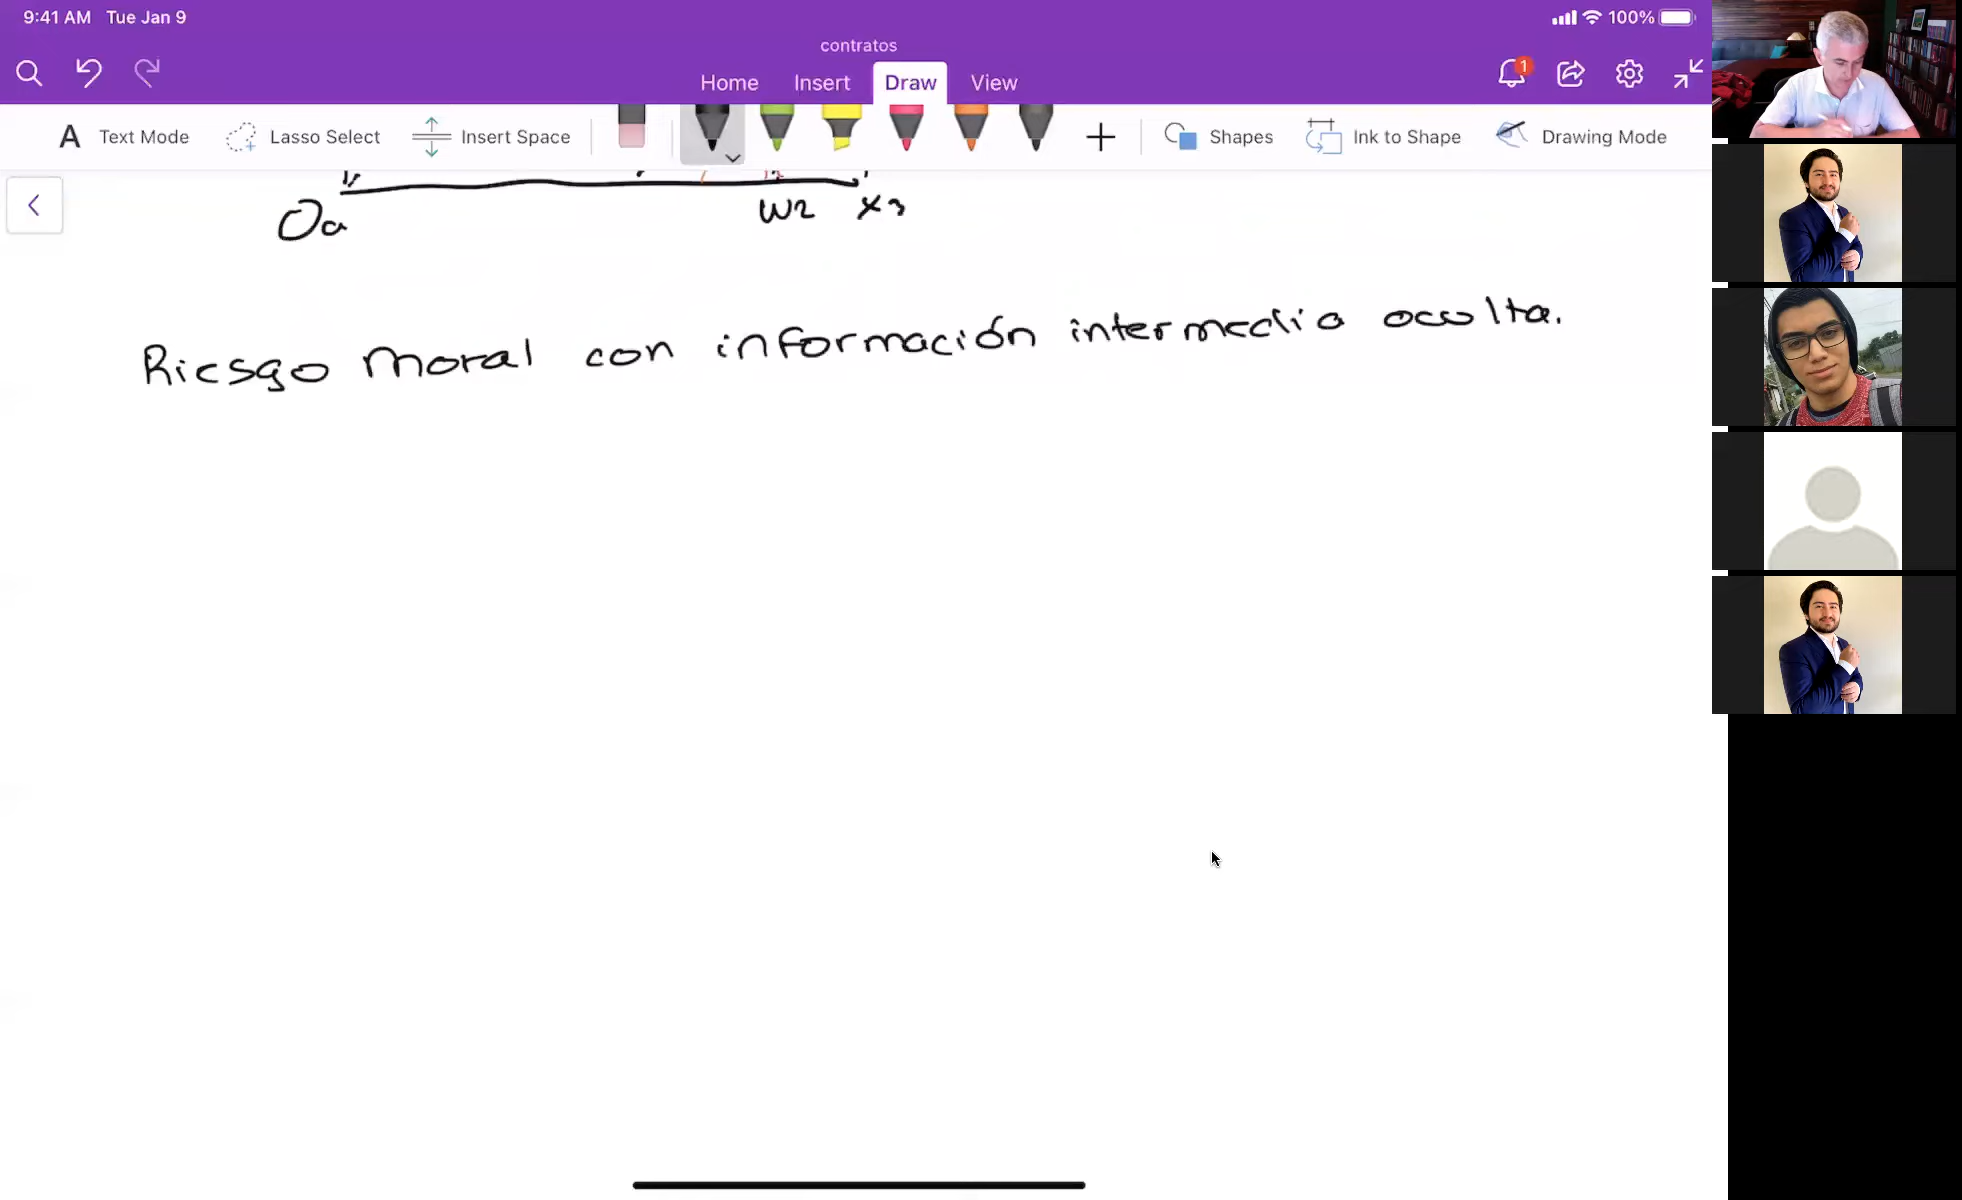 9:41 AM Tue Jan 9
100%
contratos
Home Insert Draw View
1
A Text Mode Lasso Select Insert Space Shapes Ink to Shape Drawing Mode
Oa w2 x3
Riesgo moral con información intermedia oculta.